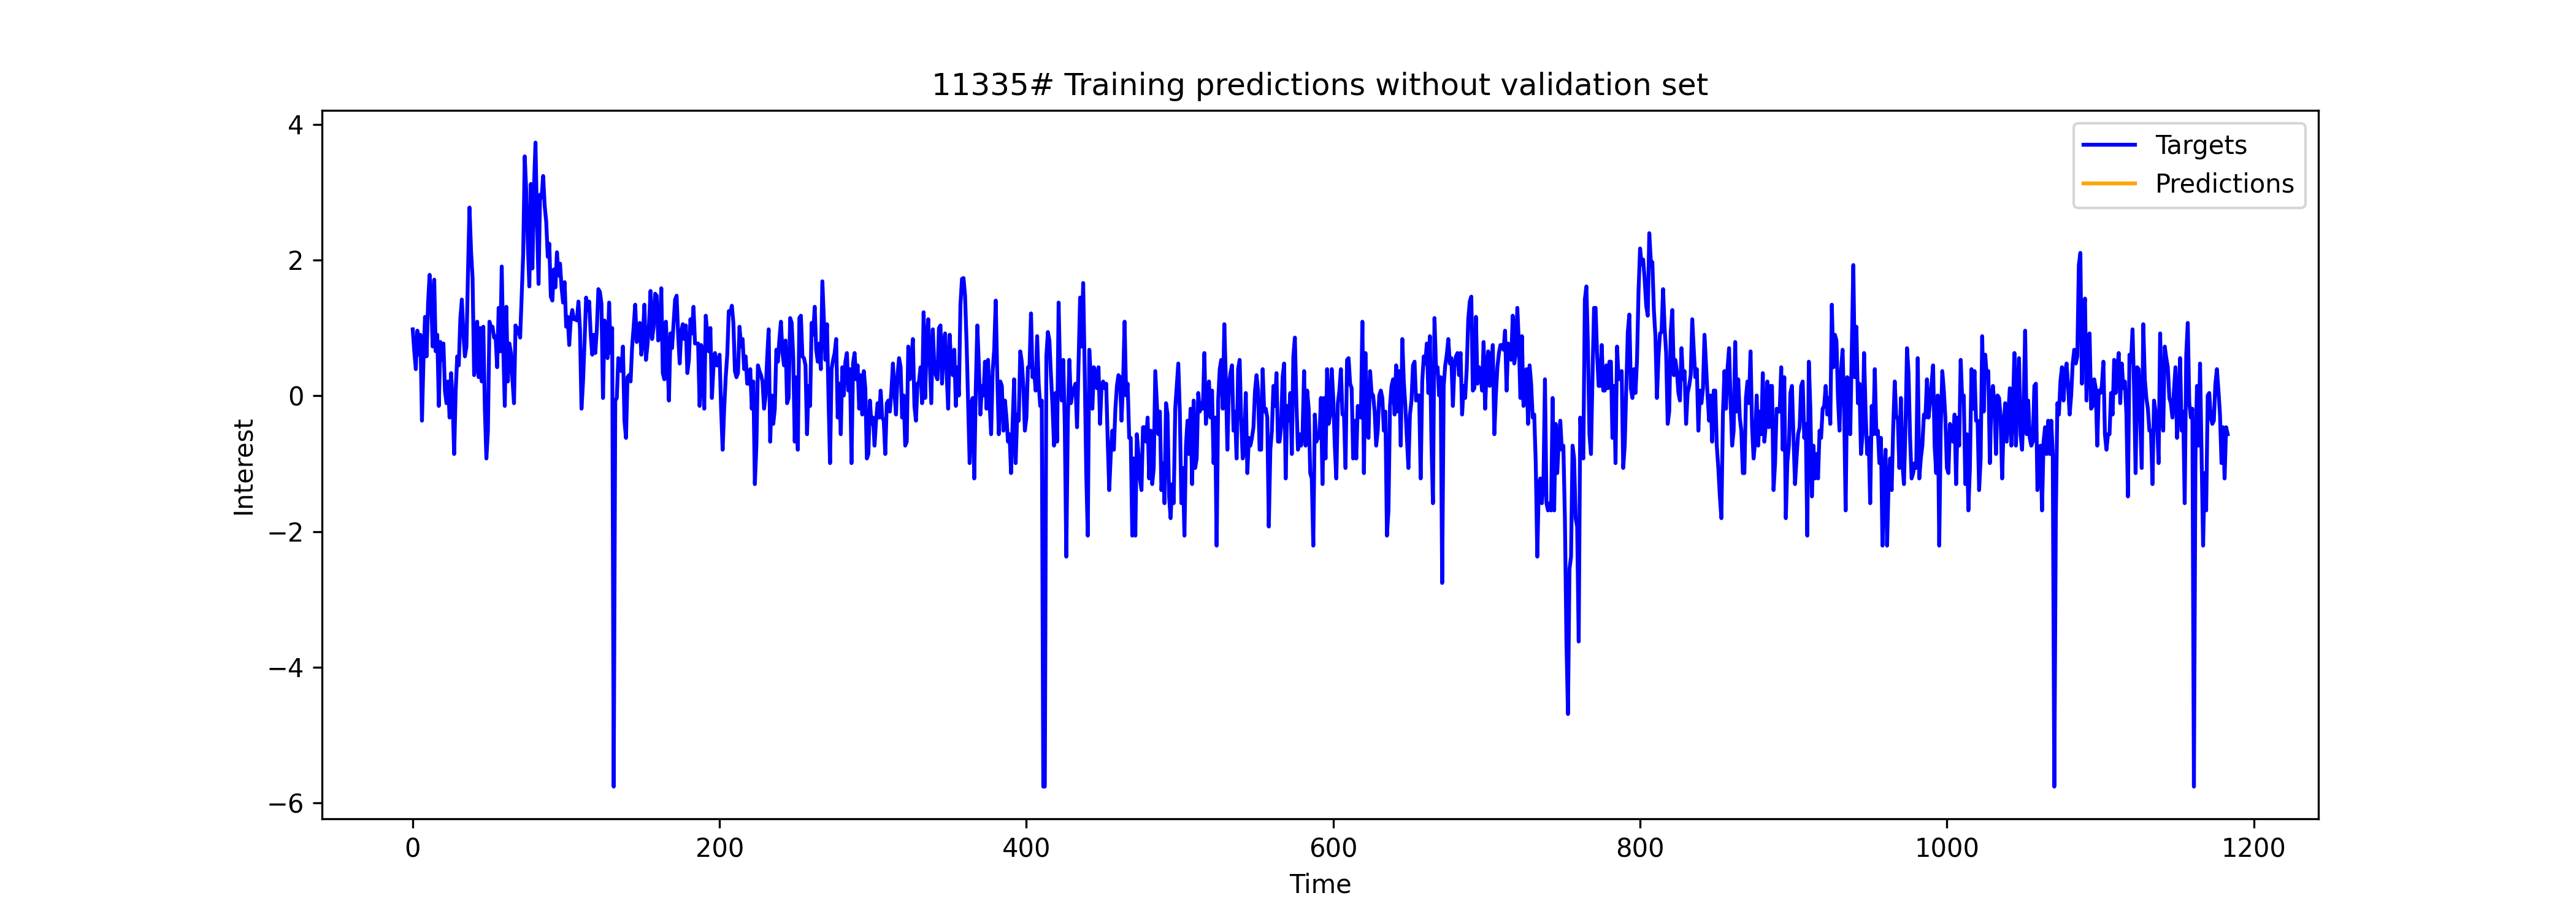 11335# Training predictions without validation set
Targets
Predictions
4
2
0
−2
−4
−6
Interest
0 200 400 600 800 1000 1200
Time